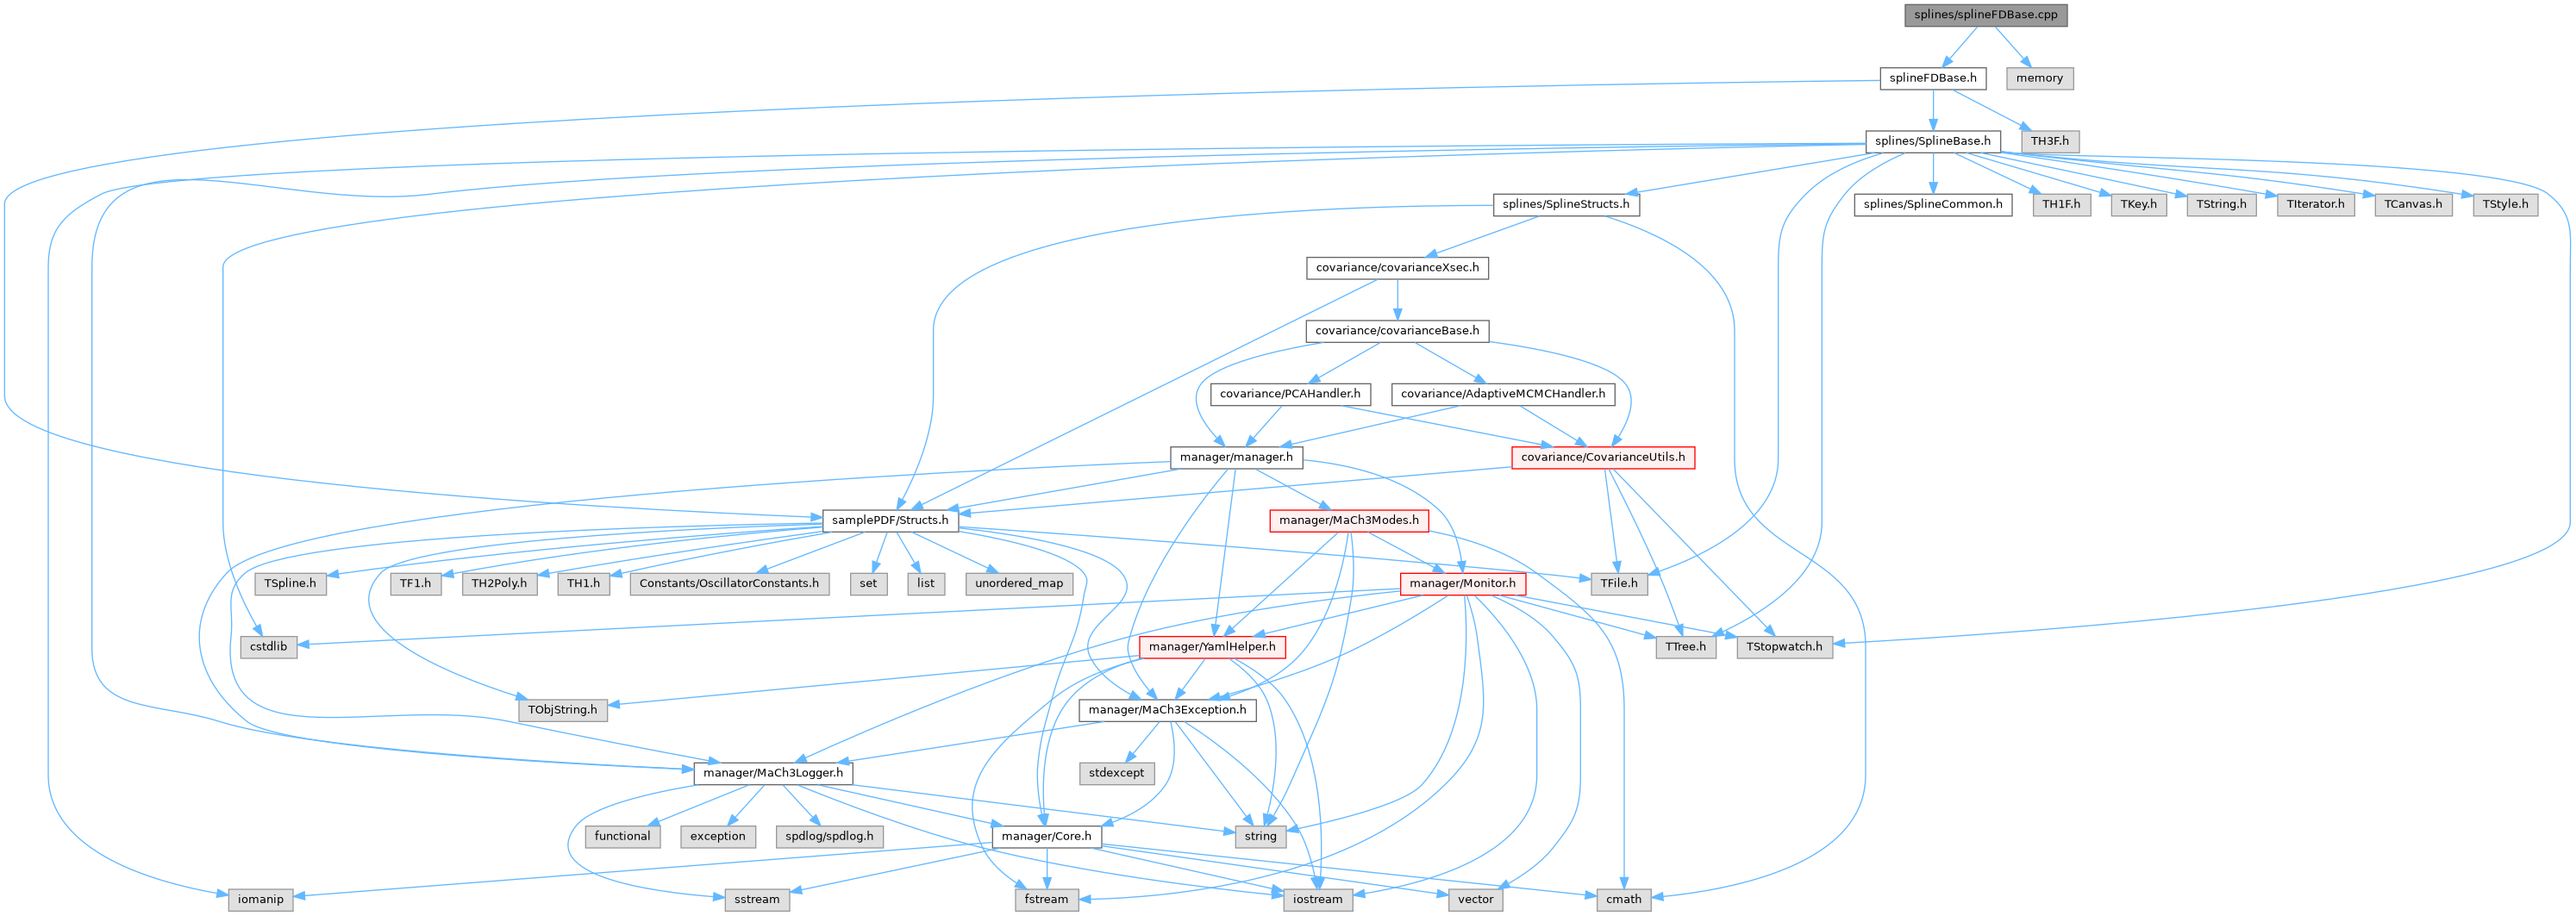 splines/splineFDBase.cpp
splineFDBase.h
memory
splines/SplineBase.h
TH3F.h
splines/SplineStructs.h
splines/SplineCommon.h
TH1F.h
TKey.h
TString.h
TIterator.h
TCanvas.h
TStyle.h
covariance/covarianceXsec.h
covariance/covarianceBase.h
covariance/PCAHandler.h
covariance/AdaptiveMCMCHandler.h
manager/manager.h
covariance/CovarianceUtils.h
samplePDF/Structs.h
manager/MaCh3Modes.h
TSpline.h
TF1.h
TH2Poly.h
TH1.h
Constants/OscillatorConstants.h
set
list
unordered_map
manager/Monitor.h
TFile.h
cstdlib
manager/YamlHelper.h
TTree.h
TStopwatch.h
TObjString.h
manager/MaCh3Exception.h
manager/MaCh3Logger.h
stdexcept
functional
exception
spdlog/spdlog.h
manager/Core.h
string
iomanip
sstream
fstream
iostream
vector
cmath